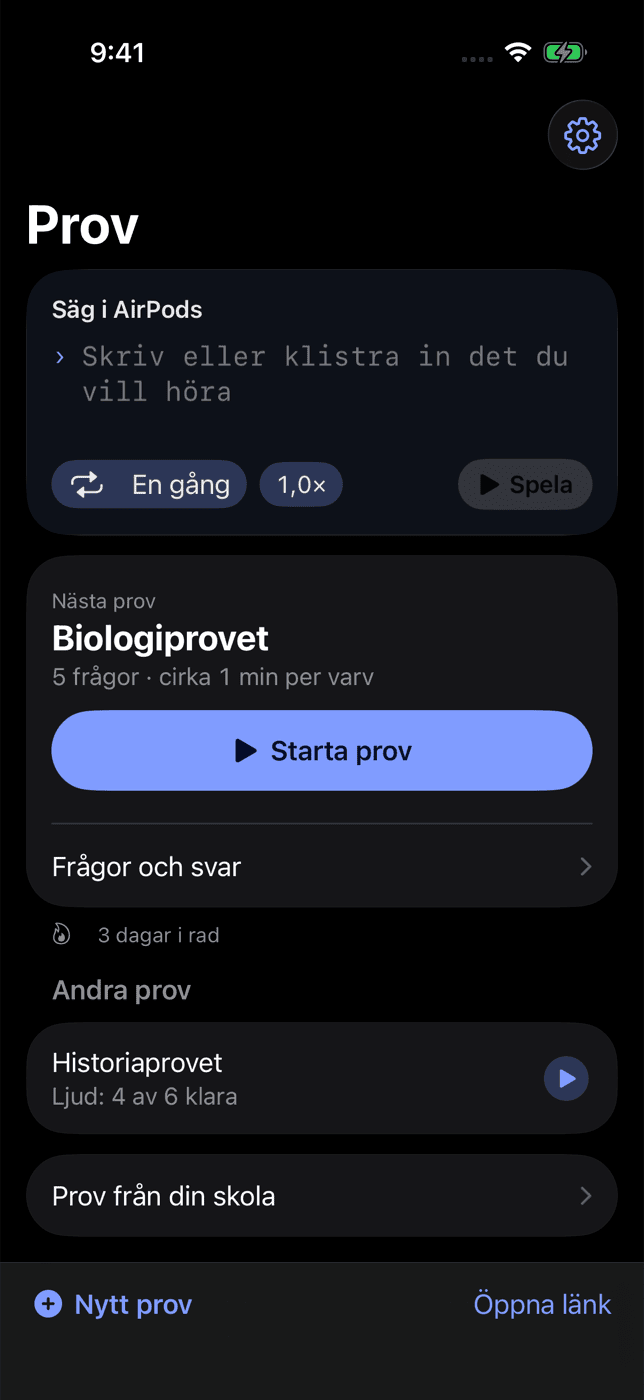 9:41
Prov
Säg i AirPods
› Skriv eller klistra in det du
vill höra
En gång
1,0×
Spela
Nästa prov
Biologiprovet
5 frågor · cirka 1 min per varv
Starta prov
Frågor och svar
3 dagar i rad
Andra prov
Historiaprovet
Ljud: 4 av 6 klara
Prov från din skola
Nytt prov
Öppna länk